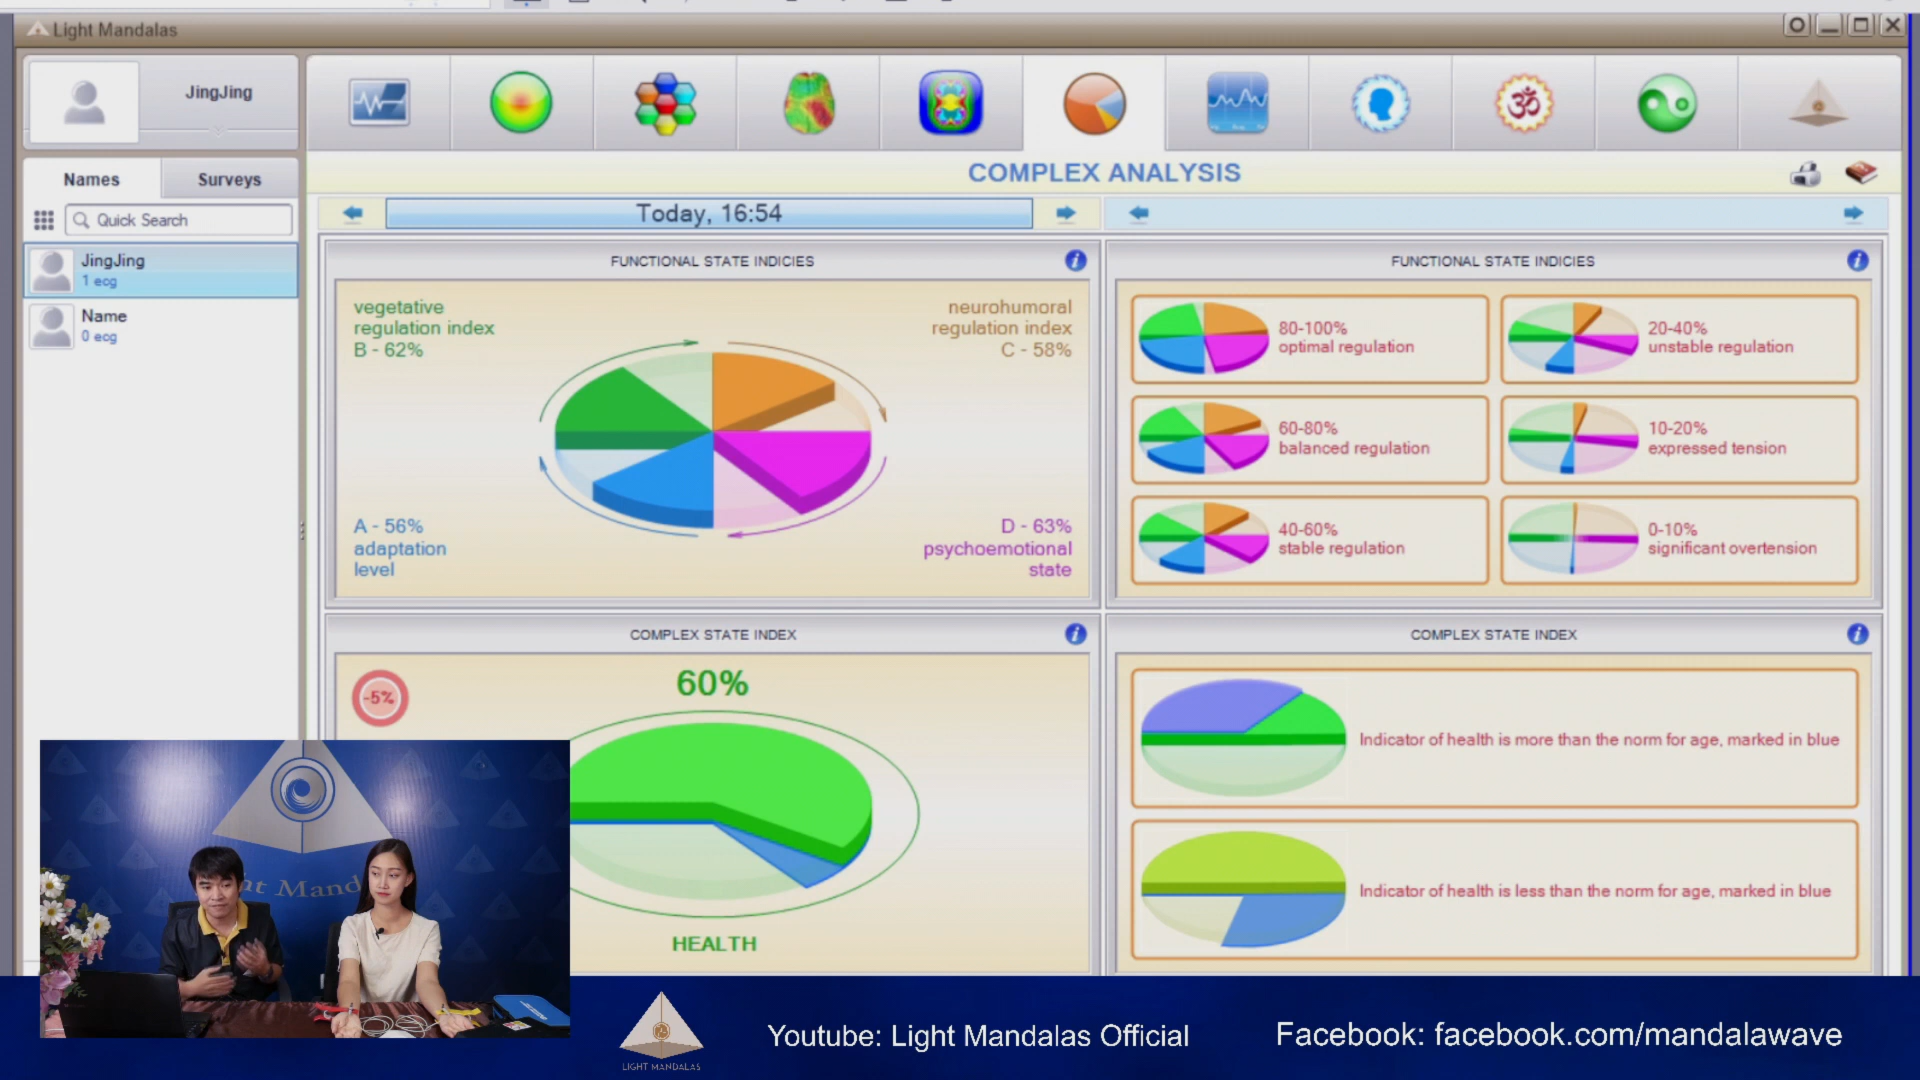 Light Mandalas
JingJing
Names
Surveys
Quick Search
JingJing
1 ecg
Name
0 ecg
COMPLEX ANALYSIS
Today, 16:54
FUNCTIONAL STATE INDICIES
vegetative
regulation index
B - 62%
neurohumoral
regulation index
C - 58%
A - 56%
adaptation
level
D - 63%
psychoemotional
state
FUNCTIONAL STATE INDICIES
80-100%
optimal regulation
20-40%
unstable regulation
60-80%
balanced regulation
10-20%
expressed tension
40-60%
stable regulation
0-10%
significant overtension
COMPLEX STATE INDEX
-5%
60%
HEALTH
COMPLEX STATE INDEX
Indicator of health is more than the norm for age, marked in blue
Indicator of health is less than the norm for age, marked in blue
LIGHT MANDALAS
Youtube: Light Mandalas Official
Facebook: facebook.com/mandalawave